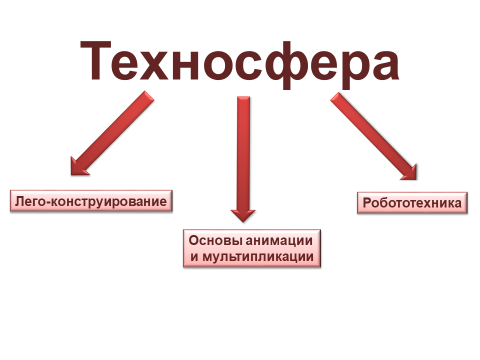 Техносфера
Лего-конструирование
Робототехника
Основы анимации
и мультипликации